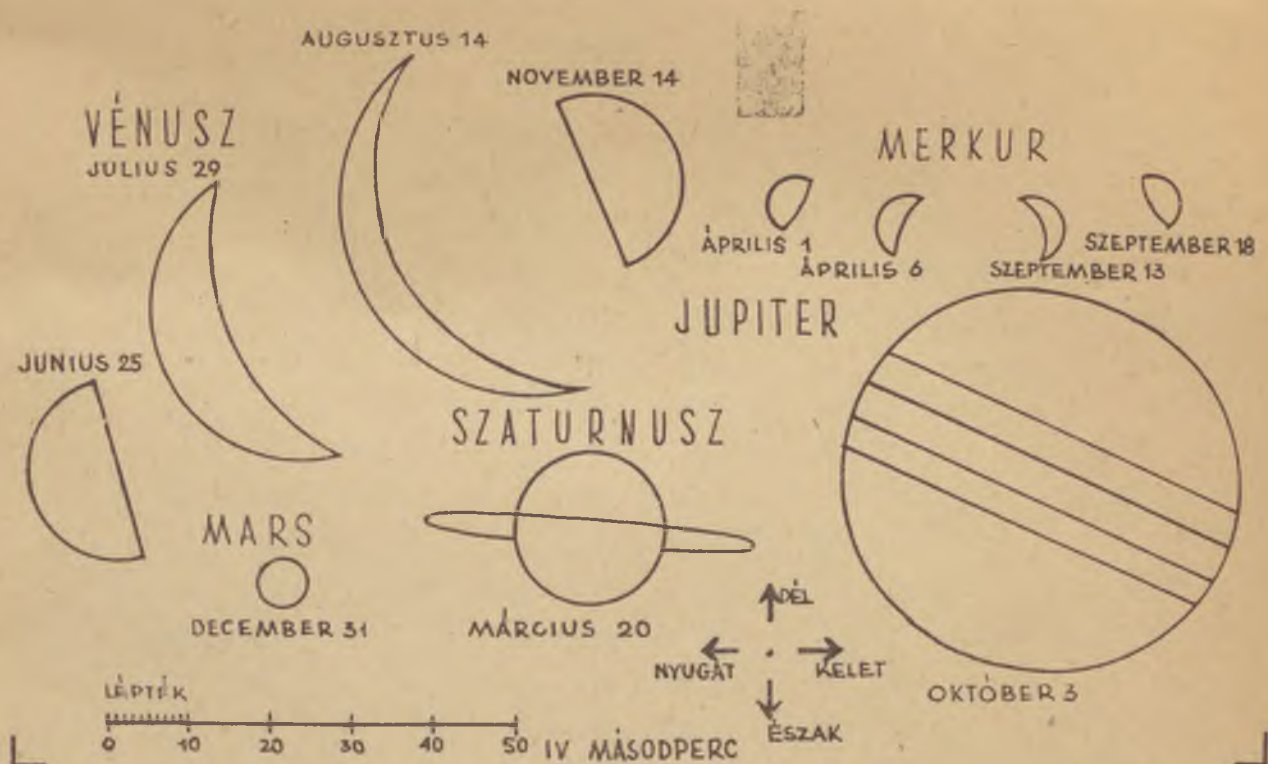 AUGUSZTUS 14
NOVEMBER 14
VÉNUSZ
JÚLIUS 29
MERKUR
ÁPRILIS 1
ÁPRILIS 6
SZEPTEMBER 13
SZEPTEMBER 18
JUPITER
JUNIUS 25
SZATURNUSZ
MARS
DECEMBER 31
MÁRCIUS 20
DÉL
NYUGAT
KELET
ÉSZAK
OKTÓBER 3
LÉPTÉK
0 10 20 30 40 50 IV MÁSODPERC